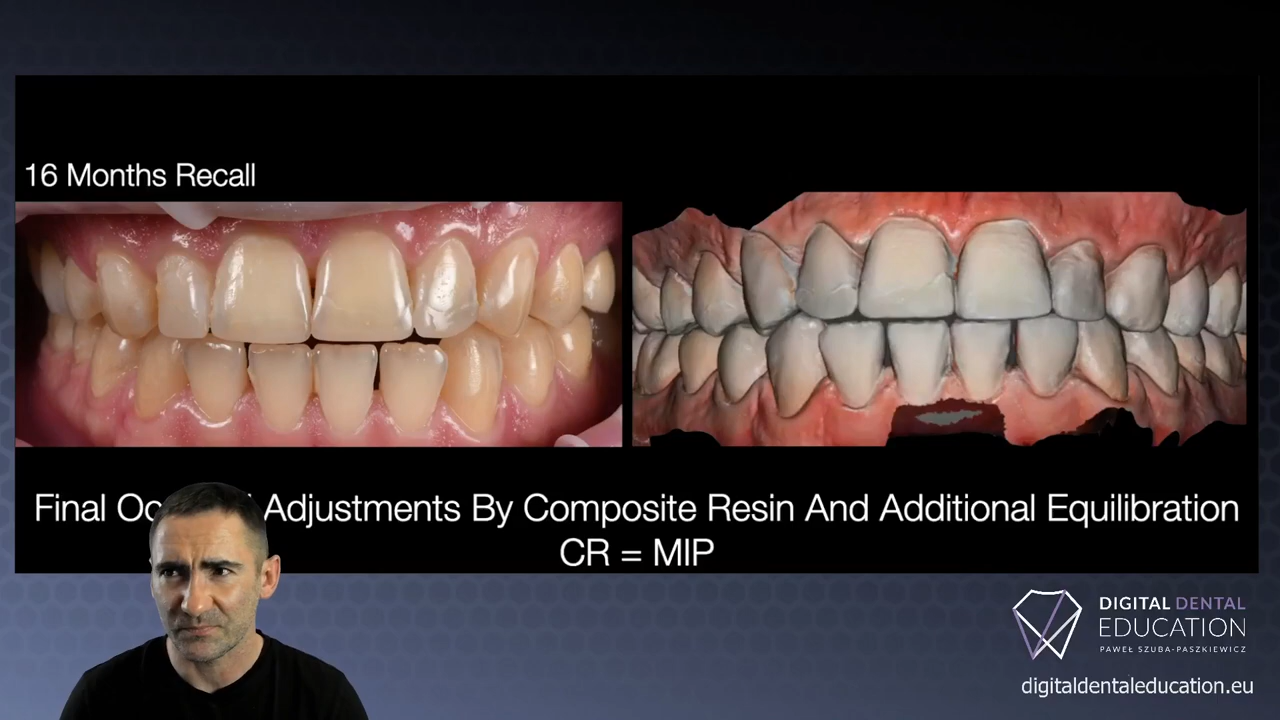 16 Months Recall
Final Oc Adjustments By Composite Resin And Additional Equilibration
CR = MIP
DIGITAL DENTAL
EDUCATION
PAWEŁ SZUBA-PASZKIEWICZ
digitaldentaleducation.eu